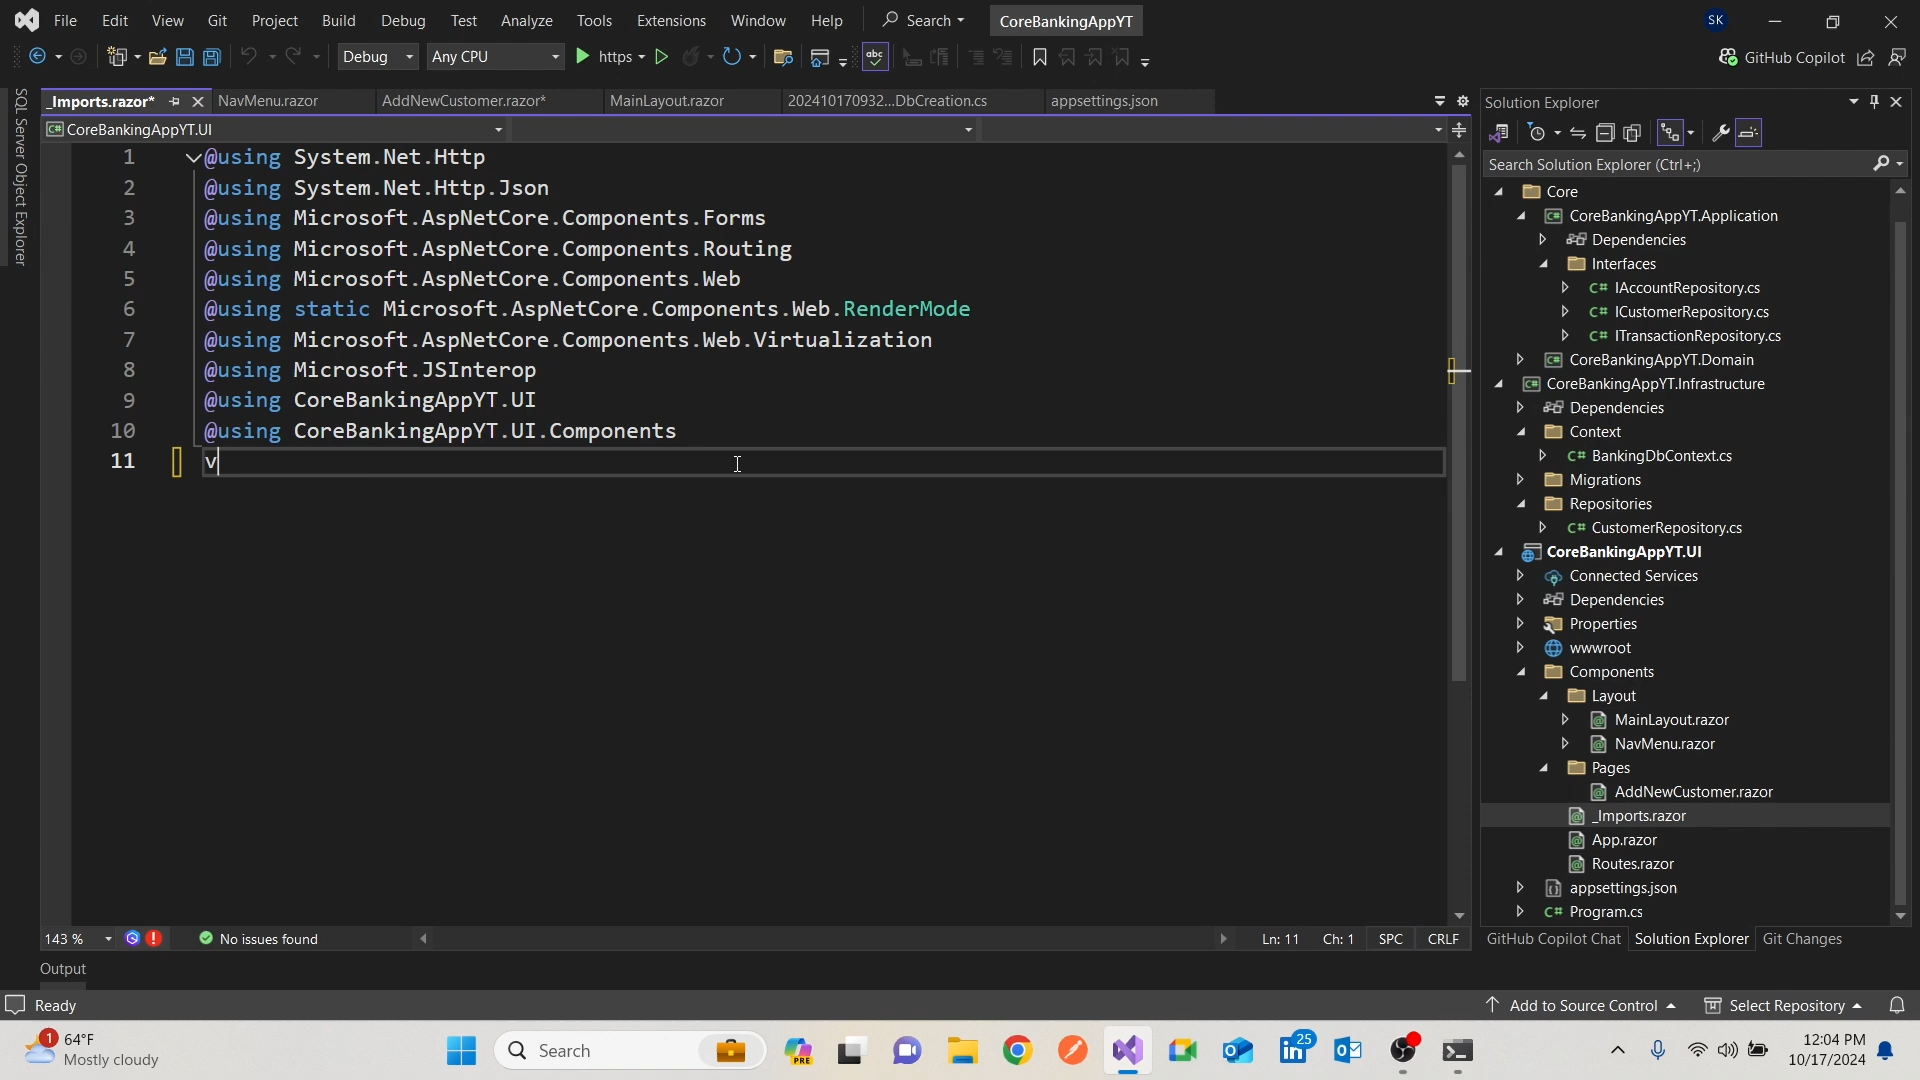 File Edit View Git Project Build Debug Test Analyze Tools Extensions Window Help Search CoreBankingAppYT SK
Debug Any CPU https abc GitHub Copilot
SQL Server Object Explorer
_Imports.razor* NavMenu.razor AddNewCustomer.razor* MainLayout.razor 202410170932...DbCreation.cs appsettings.json
CoreBankingAppYT.UI
1 @using System.Net.Http
2 @using System.Net.Http.Json
3 @using Microsoft.AspNetCore.Components.Forms
4 @using Microsoft.AspNetCore.Components.Routing
5 @using Microsoft.AspNetCore.Components.Web
6 @using static Microsoft.AspNetCore.Components.Web.RenderMode
7 @using Microsoft.AspNetCore.Components.Web.Virtualization
8 @using Microsoft.JSInterop
9 @using CoreBankingAppYT.UI
10 @using CoreBankingAppYT.UI.Components
11 v
143 % No issues found Ln: 11 Ch: 1 SPC CRLF
Output
Solution Explorer
Search Solution Explorer (Ctrl+;)
Core
C# CoreBankingAppYT.Application
Dependencies
Interfaces
C# IAccountRepository.cs
C# ICustomerRepository.cs
C# ITransactionRepository.cs
C# CoreBankingAppYT.Domain
C# CoreBankingAppYT.Infrastructure
Dependencies
Context
C# BankingDbContext.cs
Migrations
Repositories
C# CustomerRepository.cs
CoreBankingAppYT.UI
Connected Services
Dependencies
Properties
wwwroot
Components
Layout
MainLayout.razor
NavMenu.razor
Pages
AddNewCustomer.razor
_Imports.razor
App.razor
Routes.razor
appsettings.json
C# Program.cs
GitHub Copilot Chat Solution Explorer Git Changes
Ready Add to Source Control Select Repository
1 64°F
Mostly cloudy
Search
PRE
25
12:04 PM
10/17/2024